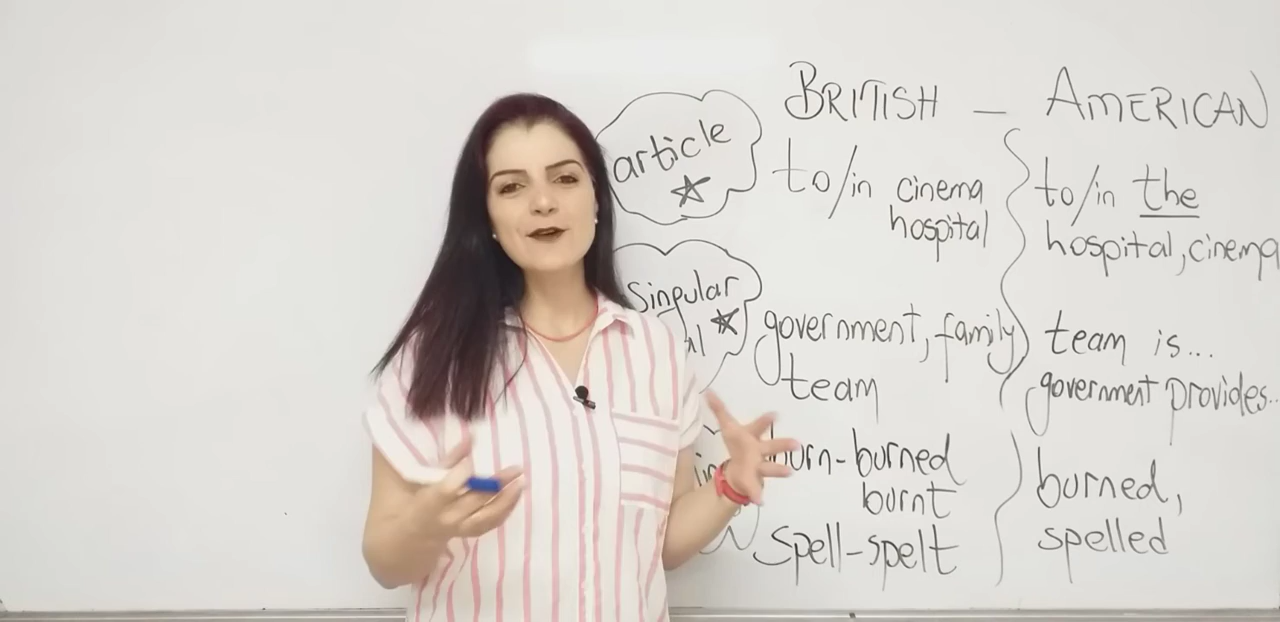 BRITISH – AMERICAN
article
to/in cinema
hospital
to/in the
hospital, cinema
Singular
government, family
team
team is...
government provides..
burn-burned
burnt
Spell-spelt
burned,
spelled